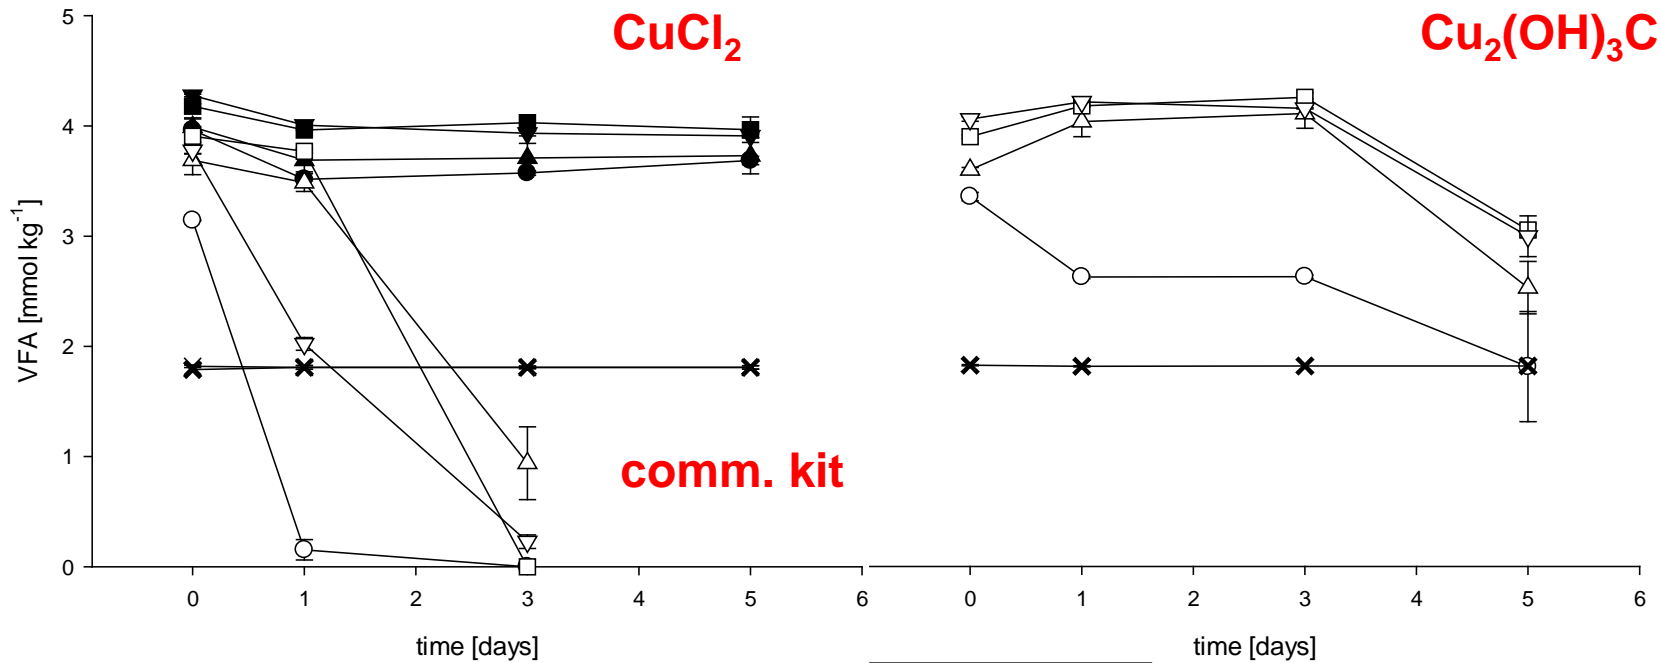 CuCl₂
Cu₂(OH)₃C
5
4
3
2
1
0
VFA [mmol kg⁻¹]
comm. kit
0 1 2 3 4 5 6
0 1 2 3 4 5 6
time [days]
time [days]